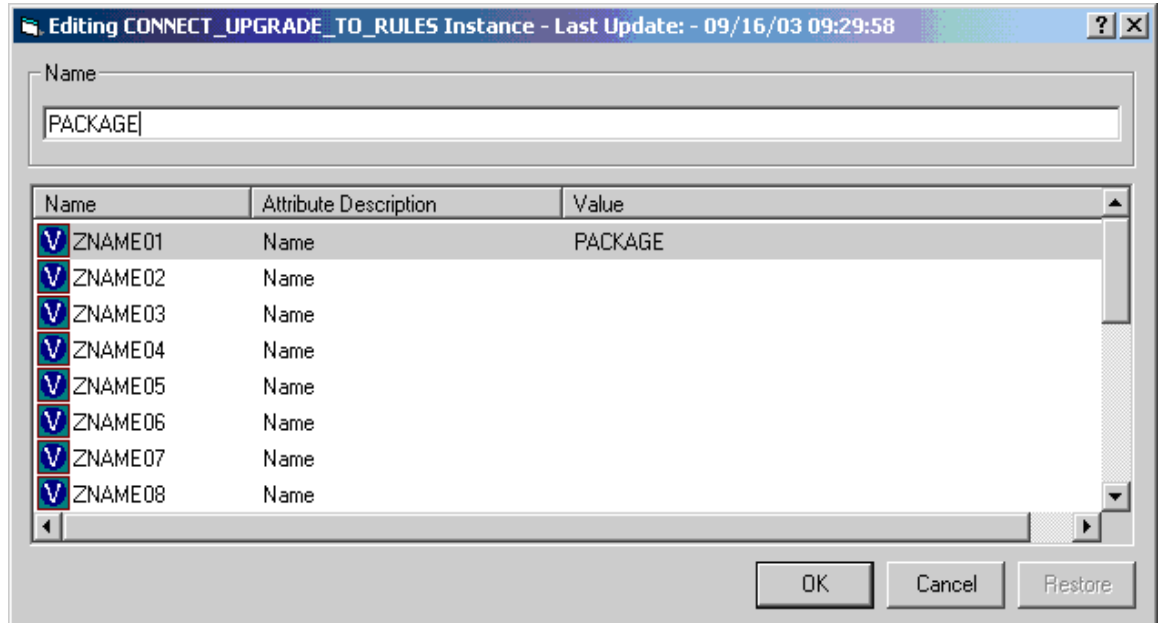 Editing CONNECT_UPGRADE_TO_RULES Instance - Last Update: - 09/16/03 09:29:58
Name
PACKAGE
Name Attribute Description Value
V ZNAME01 Name PACKAGE
V ZNAME02 Name
V ZNAME03 Name
V ZNAME04 Name
V ZNAME05 Name
V ZNAME06 Name
V ZNAME07 Name
V ZNAME08 Name
OK Cancel Restore